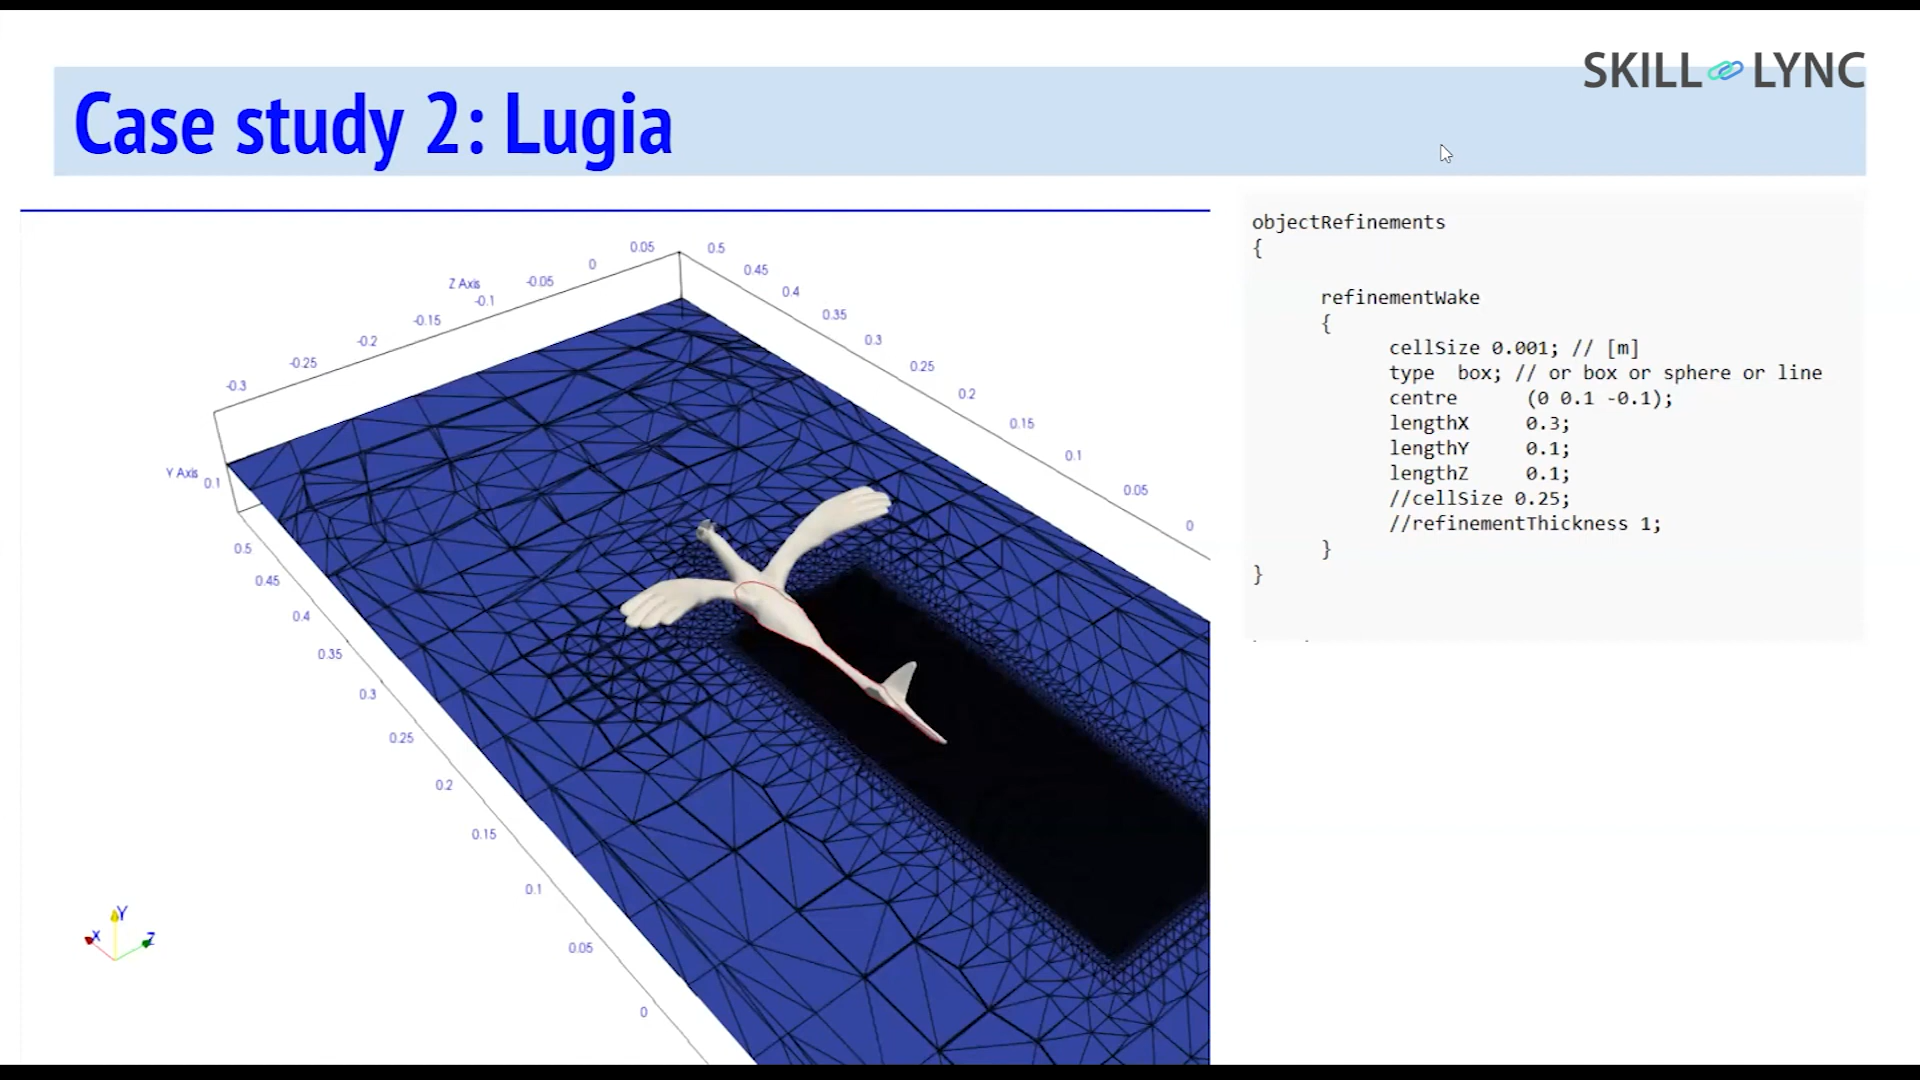 SKILL LYNC
Case study 2: Lugia
objectRefinements
{
refinementWake
{
cellSize 0.001; // [m]
type box; // or box or sphere or line
centre (0 0.1 -0.1);
lengthX 0.3;
lengthY 0.1;
lengthZ 0.1;
//cellSize 0.25;
//refinementThickness 1;
}
}
Z Axis
0.05
0
-0.05
-0.1
-0.15
-0.2
-0.25
-0.3
0.5
0.45
0.4
0.35
0.3
0.25
0.2
0.15
0.1
0.05
0
Y Axis
0.1
0.5
0.45
0.4
0.35
0.3
0.25
0.2
0.15
0.1
0.05
0
Y
X
Z